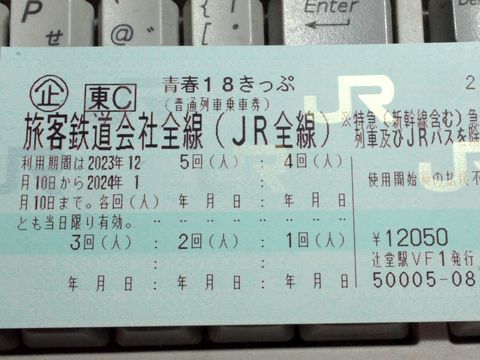 P
せ
@
゛
{
[
企
東C
青春18きっぷ
2
(普通列車乗車券)
旅客鉄道会社全線(JR全線)
※特急(新幹線含む)急
列車及びJRバスを除
利用期間は2023年12
月10日から2024年 1
月10日まで。各回(人)
とも当日限り有効。
5回(人) : 4回(人)
年 月 日 : 年 月 日
3回(人) : 2回(人) : 1回(人)
年 月 日 : 年 月 日 : 年 月 日
使用開始後の払戻
¥12050
辻堂駅VF1発行
50005-08
JR